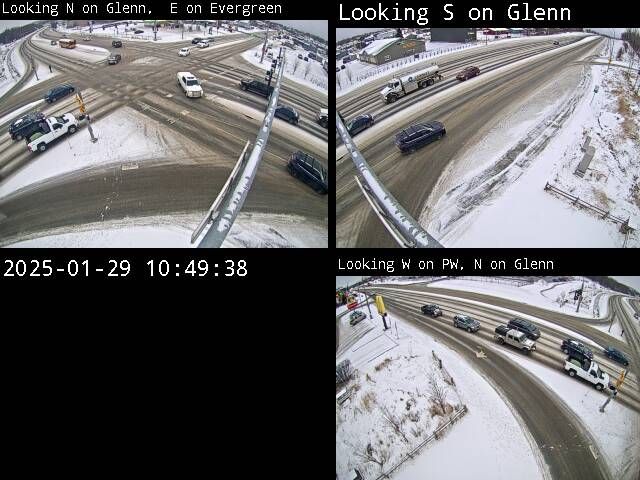 Looking N on Glenn,  E on Evergreen
Looking S on Glenn
2025-01-29 10:49:38
Looking W on PW, N on Glenn